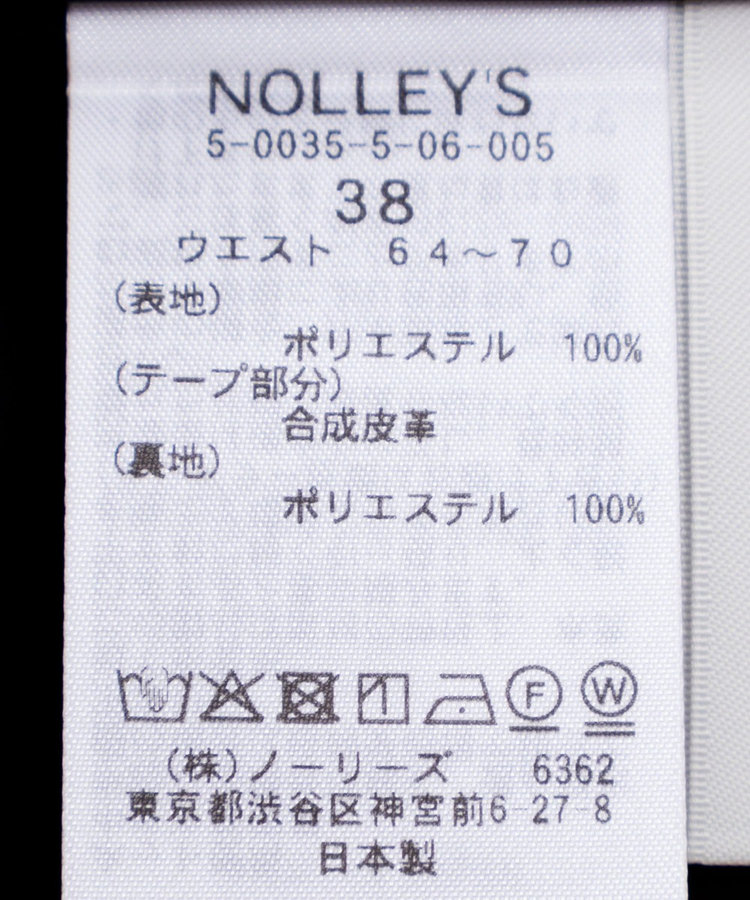 NOLLEY'S
5-0035-5-06-005
38
ウエスト 64～70
(表地)
ポリエステル 100%
(テープ部分)
合成皮革
(裏地)
ポリエステル 100%
F W
(株)ノーリーズ 6362
東京都渋谷区神宮前6-27-8
日本製